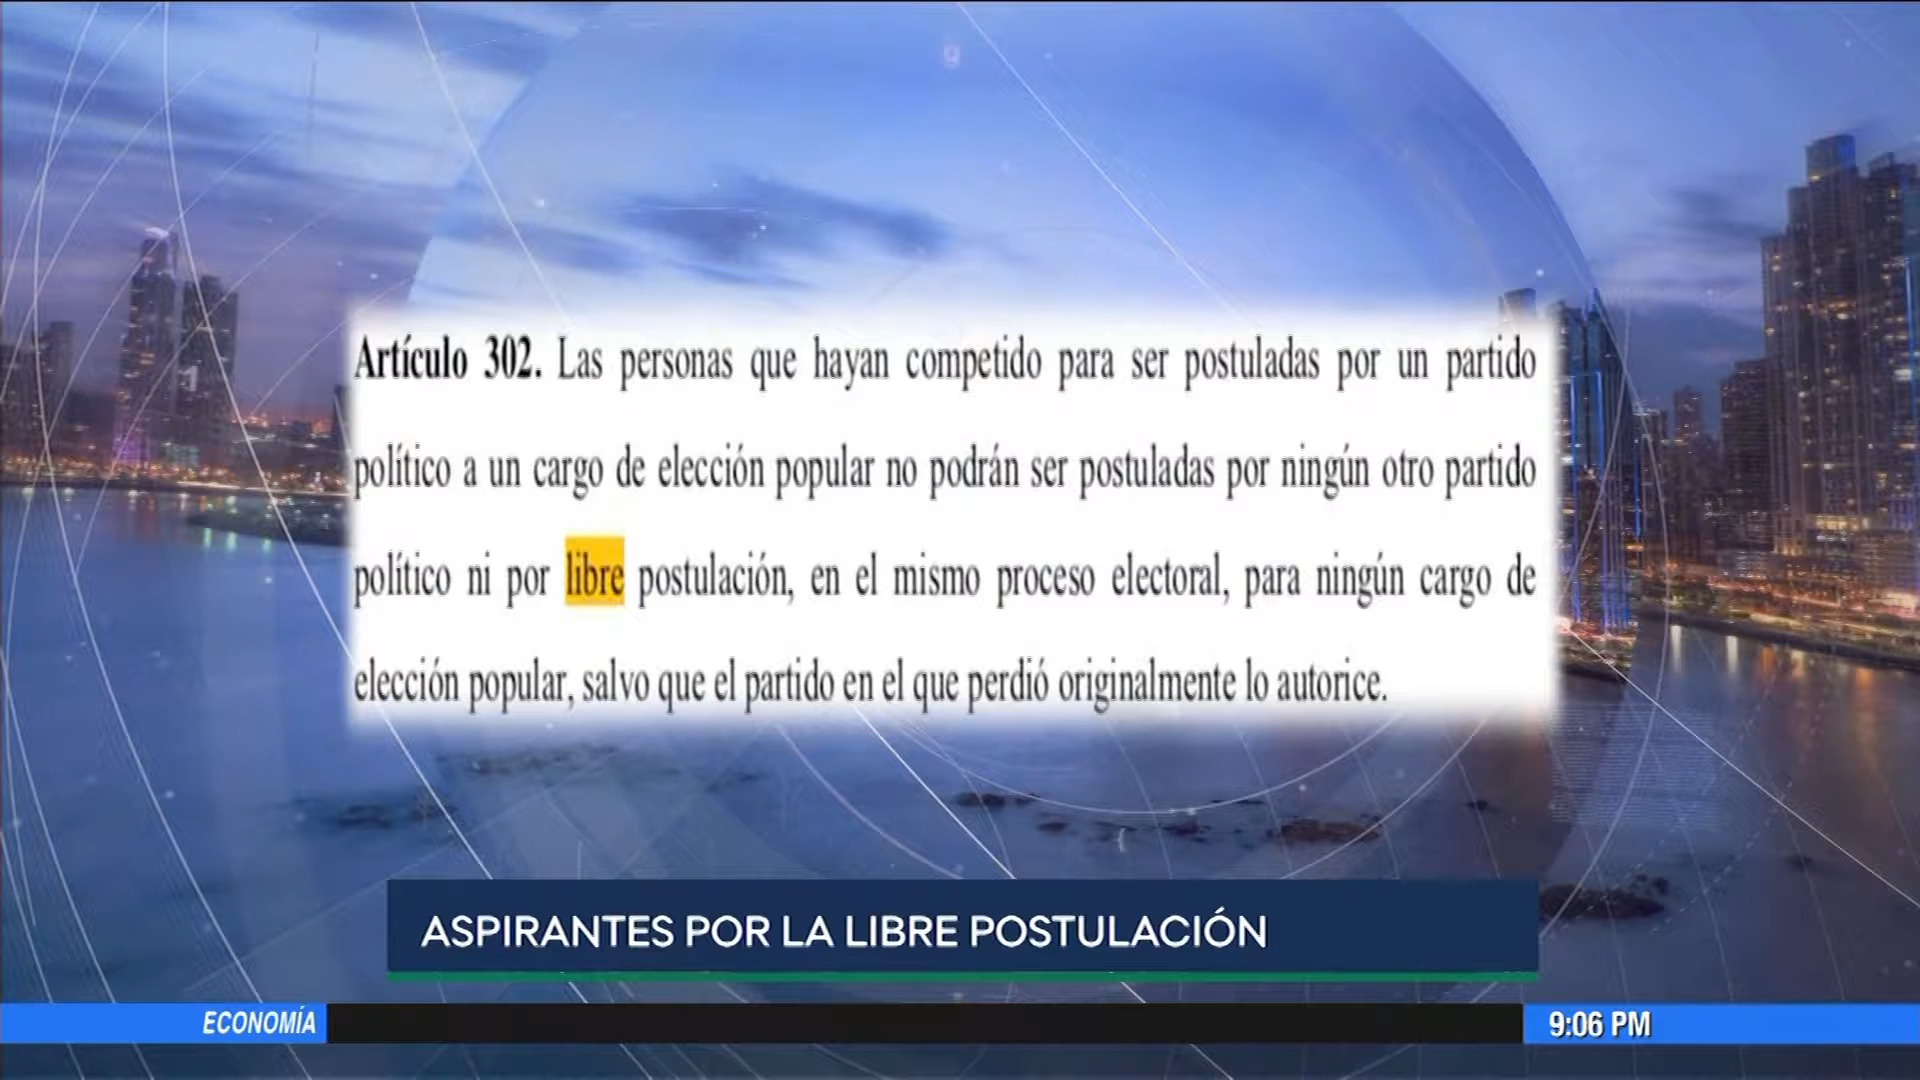 Artículo 302. Las personas que hayan competido para ser postuladas por un partido
político a un cargo de elección popular no podrán ser postuladas por ningún otro partido
político ni por libre postulación, en el mismo proceso electoral, para ningún cargo de
elección popular, salvo que el partido en el que perdió originalmente lo autorice.
ASPIRANTES POR LA LIBRE POSTULACIÓN
ECONOMÍA
9:06 PM